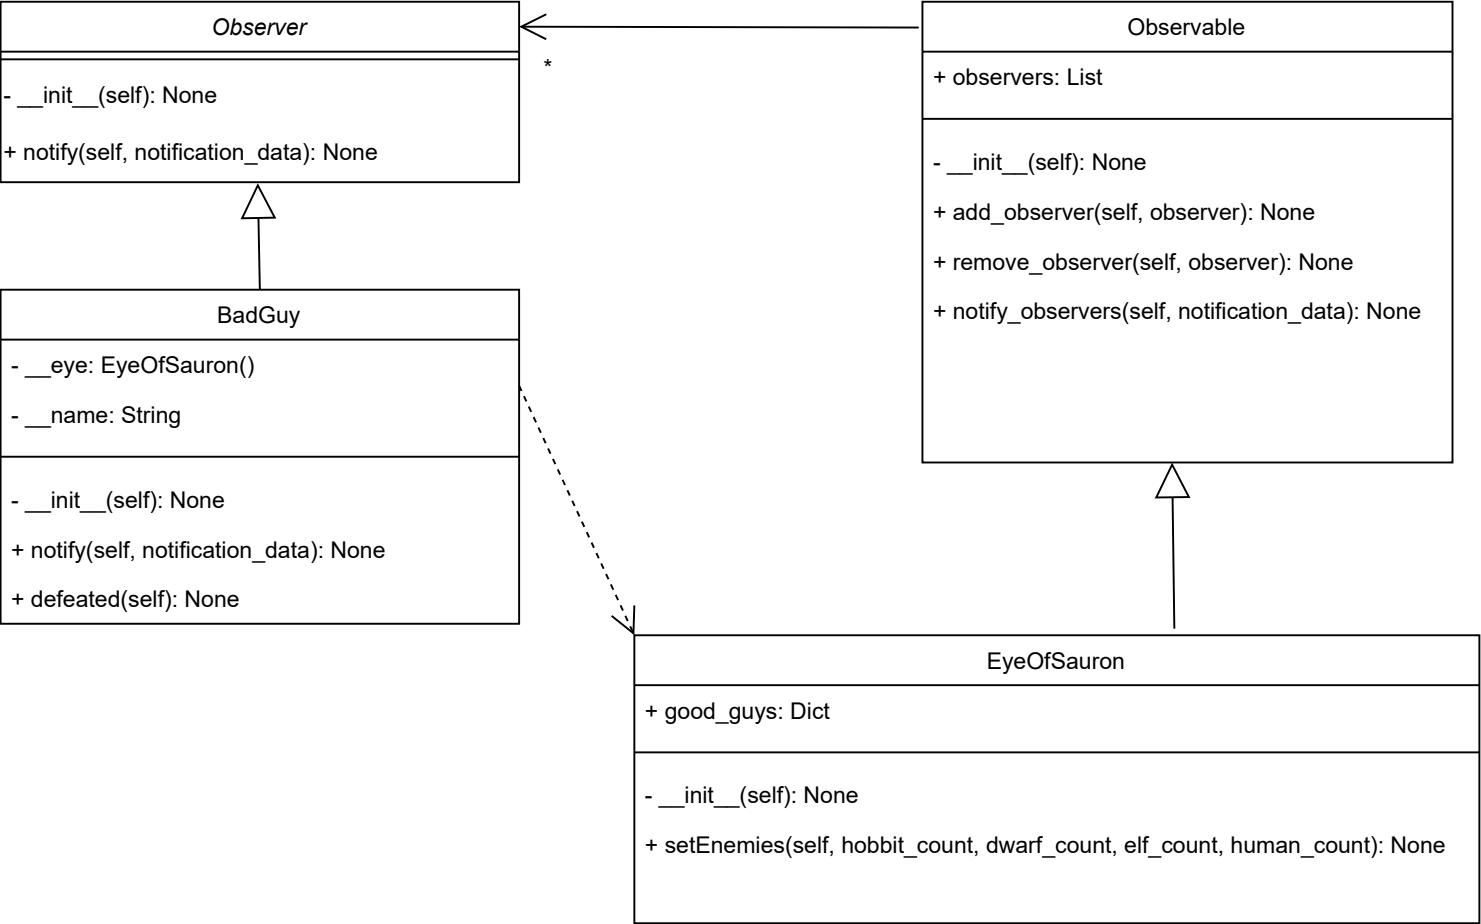 Observer
- __init__(self): None
+ notify(self, notification_data): None
*
Observable
+ observers: List
- __init__(self): None
+ add_observer(self, observer): None
+ remove_observer(self, observer): None
+ notify_observers(self, notification_data): None
BadGuy
- __eye: EyeOfSauron()
- __name: String
- __init__(self): None
+ notify(self, notification_data): None
+ defeated(self): None
EyeOfSauron
+ good_guys: Dict
- __init__(self): None
+ setEnemies(self, hobbit_count, dwarf_count, elf_count, human_count): None